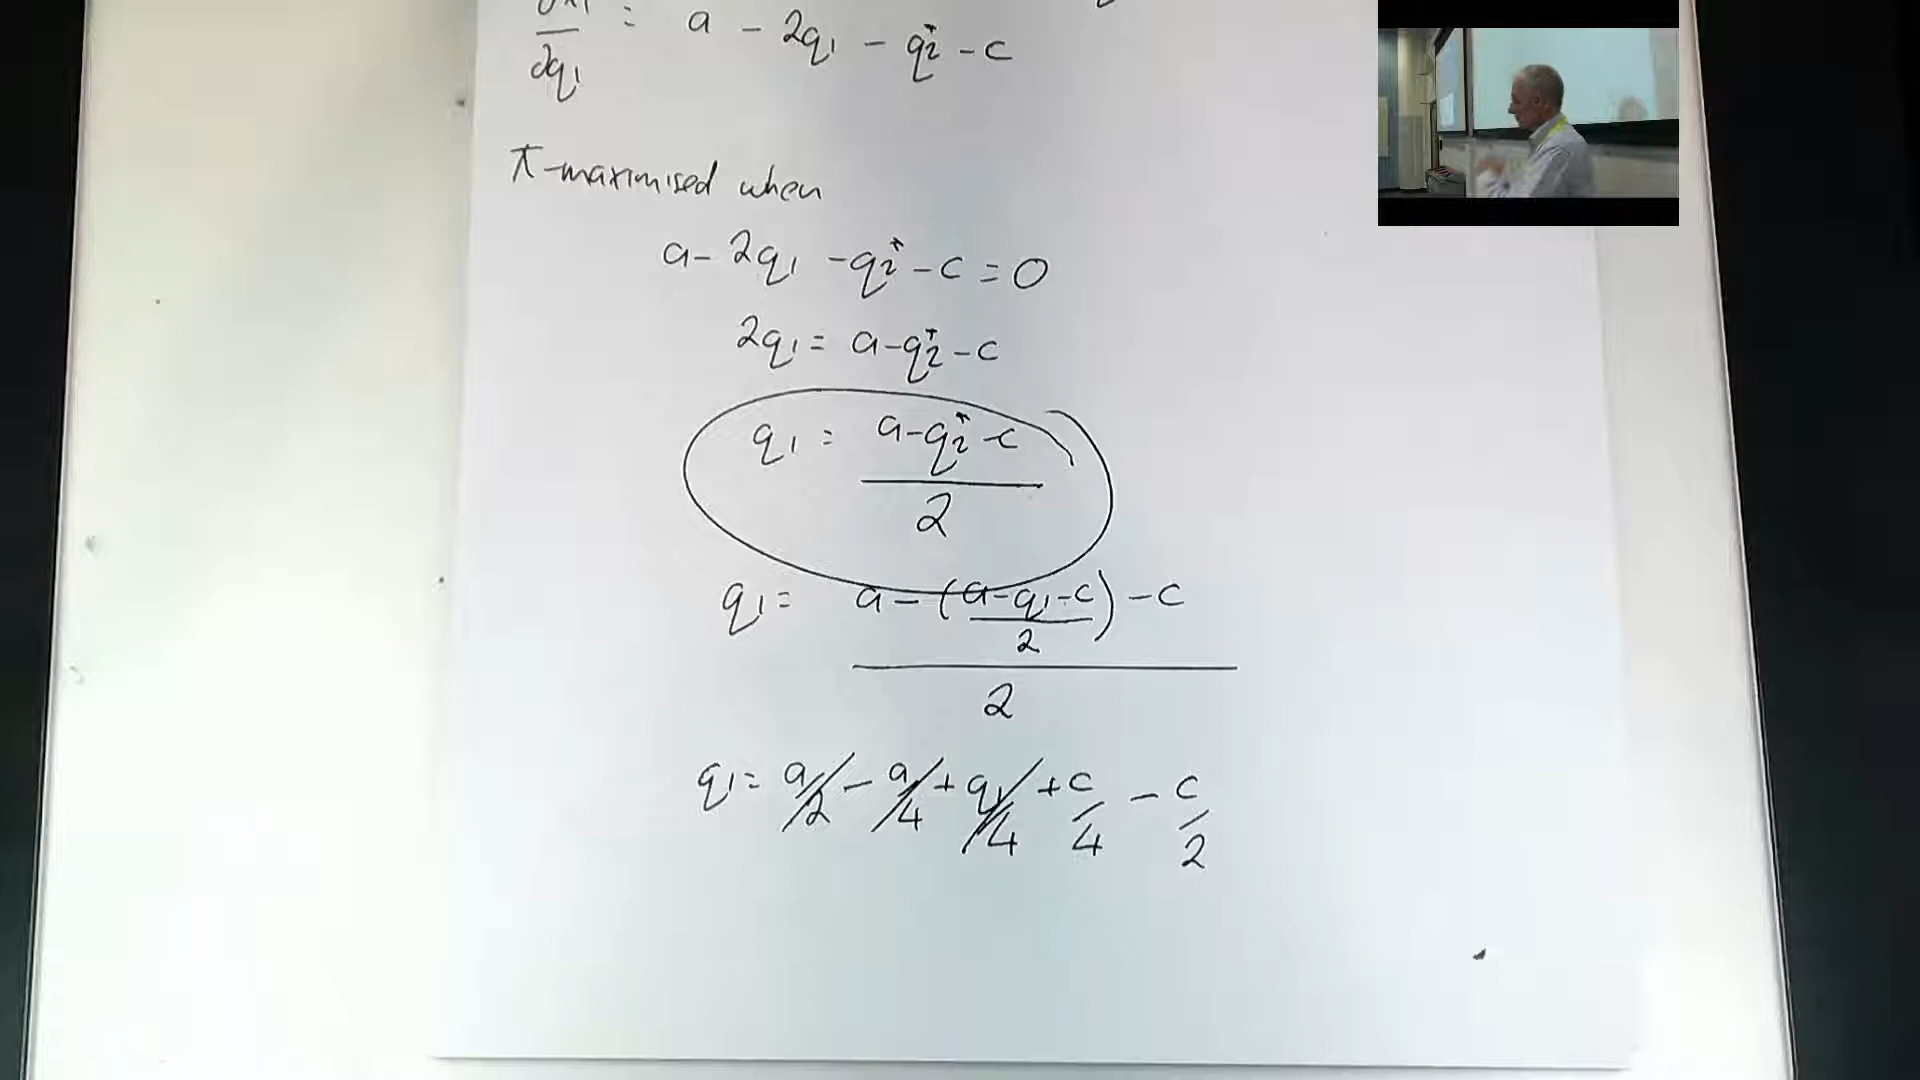 ∂π1/∂q1 = a - 2q1 - q2* - c
π-maximised when
a - 2q1 - q2* - c = 0
2q1 = a - q2* - c
q1 = (a - q2* - c)/2
q1 = (a - ((a - q1 - c)/2) - c)/2
q1 = a/2 - a/4 + q1/4 + c/4 - c/2